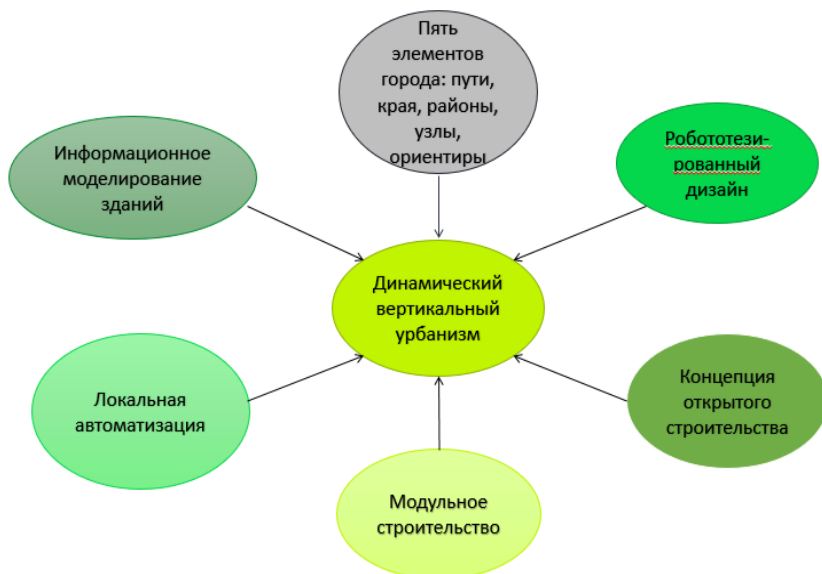 Пять
элементов
города: пути,
края, районы,
узлы,
ориентиры
Информационное
моделирование
зданий
Робототезі-
рованный
дизайн
Динамический
вертикальный
урбанизм
Локальная
автоматизация
Концепция
открытого
строительства
Модульное
строительство